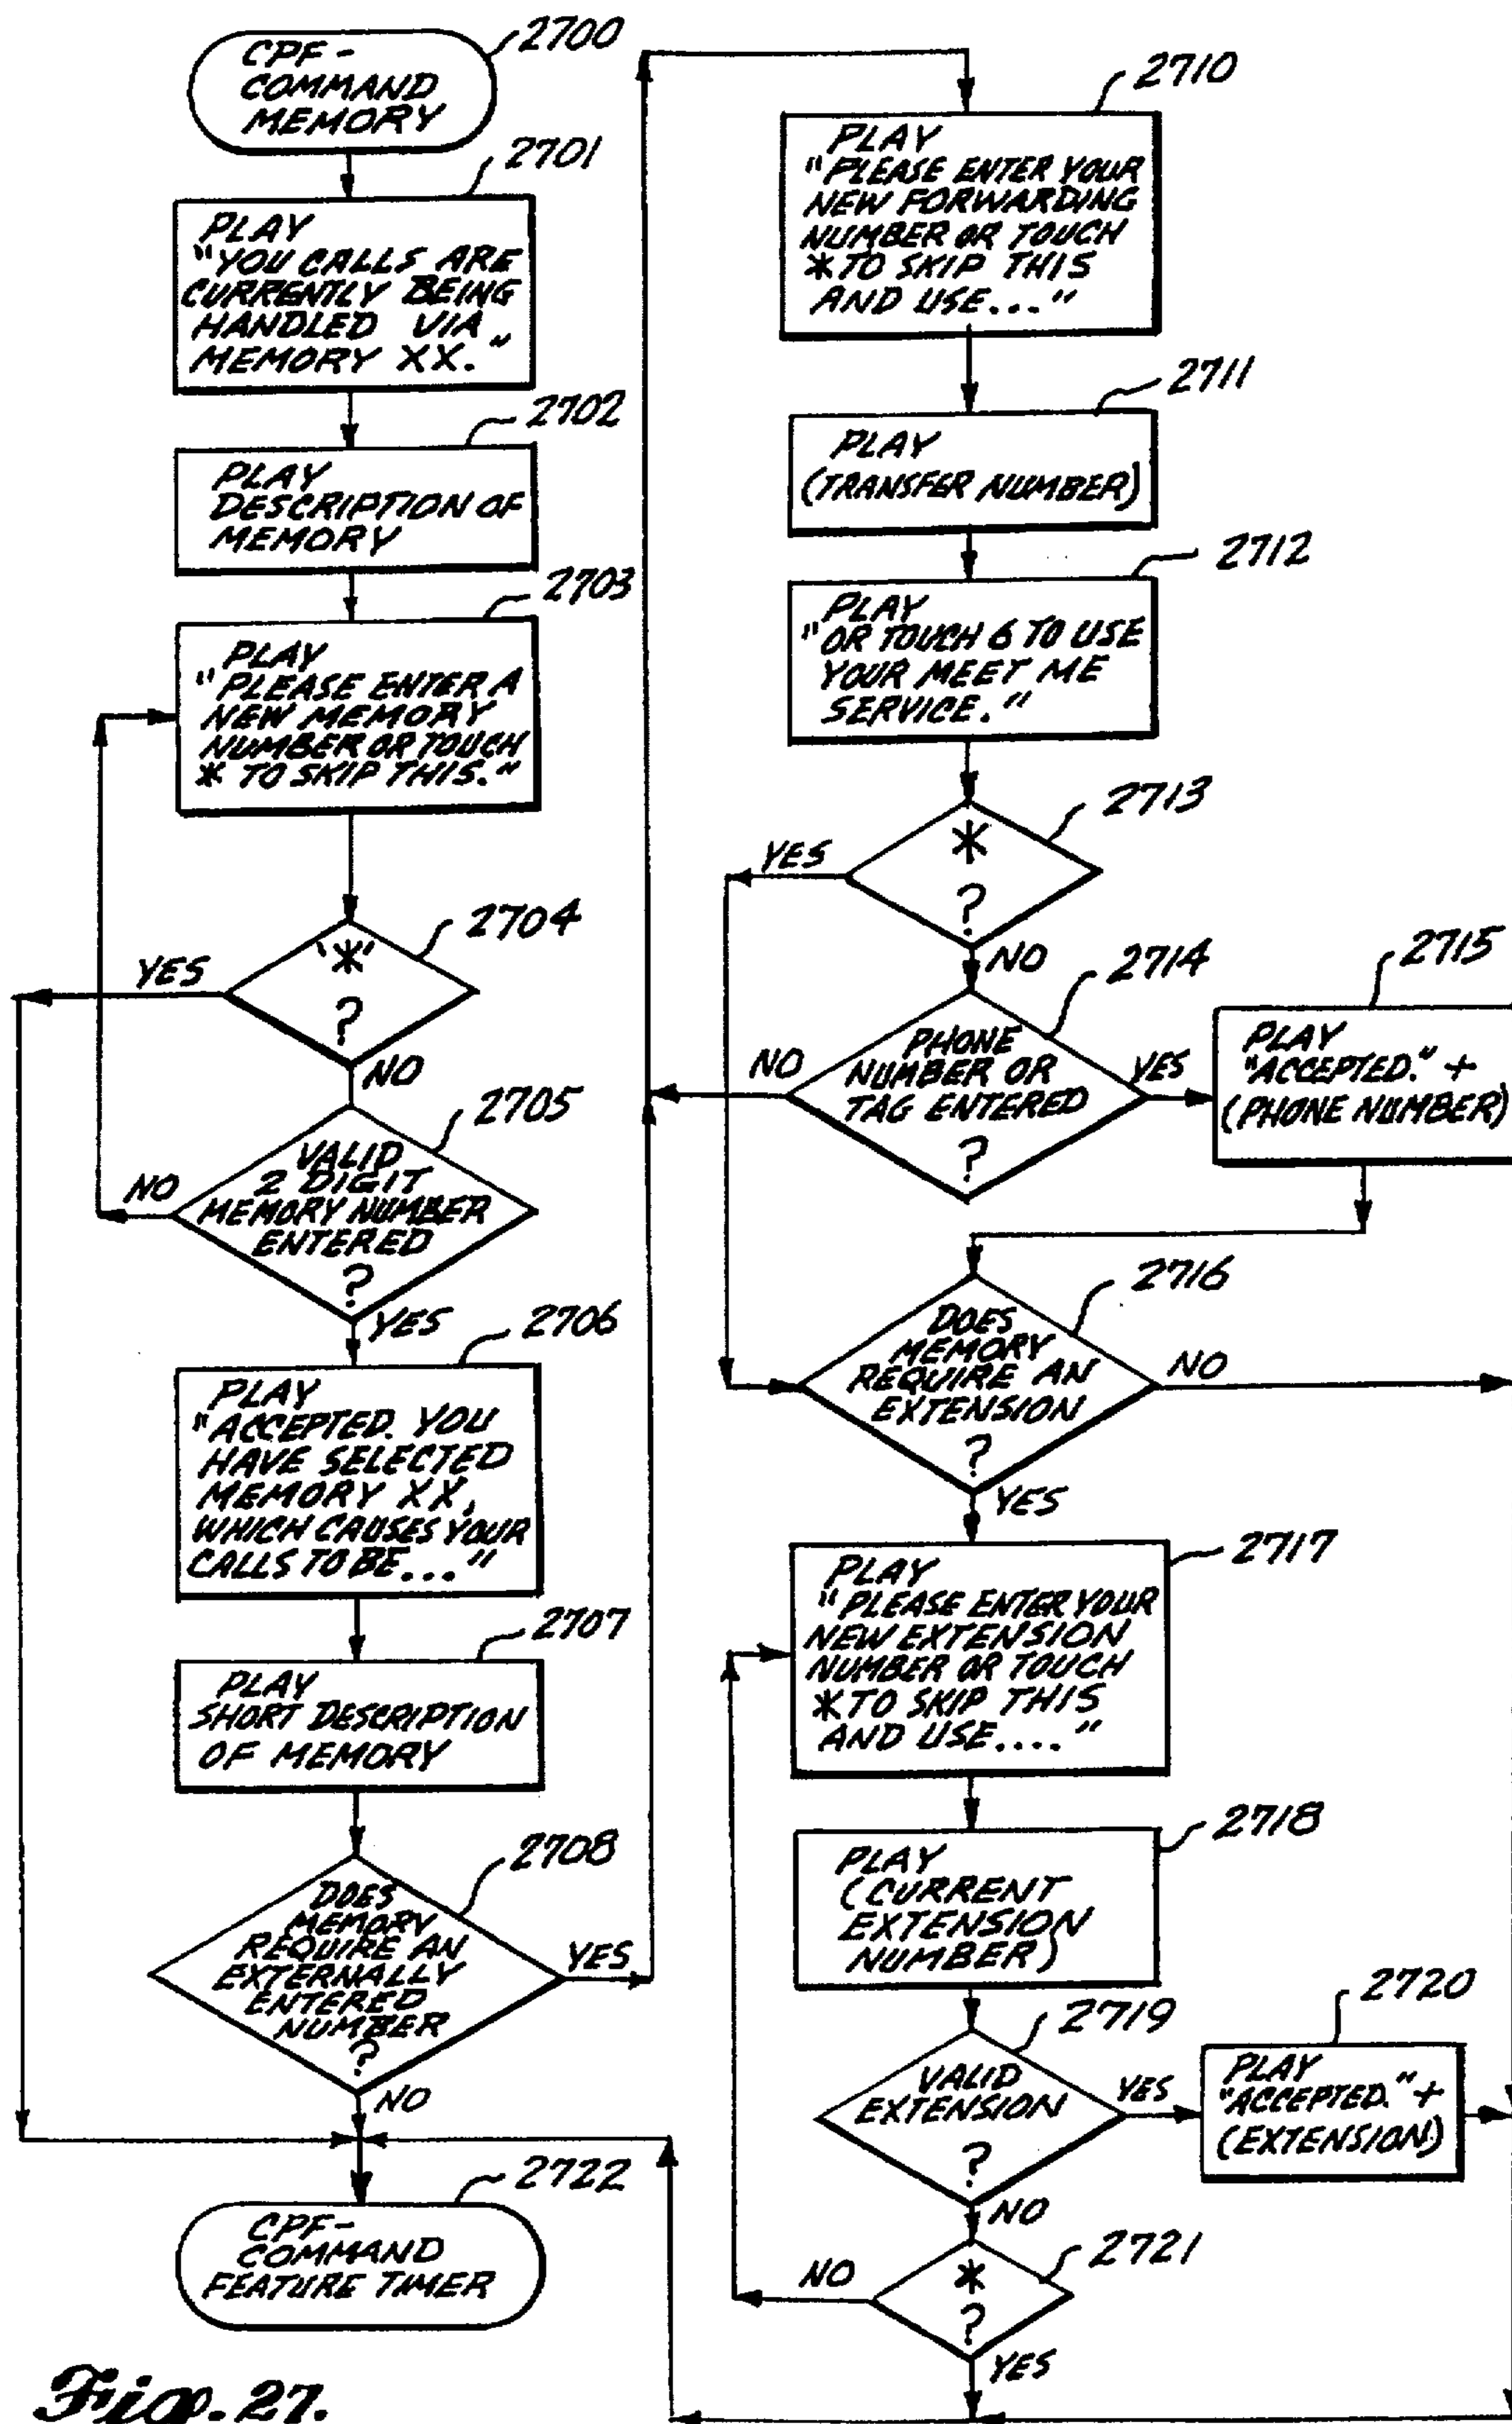 2700
CPF-
COMMAND
MEMORY
2701
PLAY
"YOU CALLS ARE
CURRENTLY BEING
HANDLED VIA
MEMORY XX."
2702
PLAY
DESCRIPTION OF
MEMORY
2703
PLAY
"PLEASE ENTER A
NEW MEMORY
NUMBER OR TOUCH
* TO SKIP THIS."
2704
'*'
?
YES
NO
2705
VALID
2 DIGIT
MEMORY NUMBER
ENTERED
?
NO
YES
2706
PLAY
"ACCEPTED. YOU
HAVE SELECTED
MEMORY XX,
WHICH CAUSES YOUR
CALLS TO BE..."
2707
PLAY
SHORT DESCRIPTION
OF MEMORY
2708
DOES
MEMORY
REQUIRE AN
EXTERNALLY
ENTERED
NUMBER
?
YES
NO
2722
CPF-
COMMAND
FEATURE TIMER
2710
PLAY
"PLEASE ENTER YOUR
NEW FORWARDING
NUMBER OR TOUCH
* TO SKIP THIS
AND USE..."
2711
PLAY
(TRANSFER NUMBER)
2712
PLAY
"OR TOUCH 6 TO USE
YOUR MEET ME
SERVICE."
2713
*
?
YES
NO
2714
PHONE
NUMBER OR
TAG ENTERED
?
NO
YES
2715
PLAY
"ACCEPTED." +
(PHONE NUMBER)
2716
DOES
MEMORY
REQUIRE AN
EXTENSION
?
NO
YES
2717
PLAY
"PLEASE ENTER YOUR
NEW EXTENSION
NUMBER OR TOUCH
* TO SKIP THIS
AND USE...."
2718
PLAY
(CURRENT
EXTENSION
NUMBER)
2719
VALID
EXTENSION
?
YES
NO
2720
PLAY
"ACCEPTED." +
(EXTENSION)
2721
*
?
NO
YES
Fig. 27.